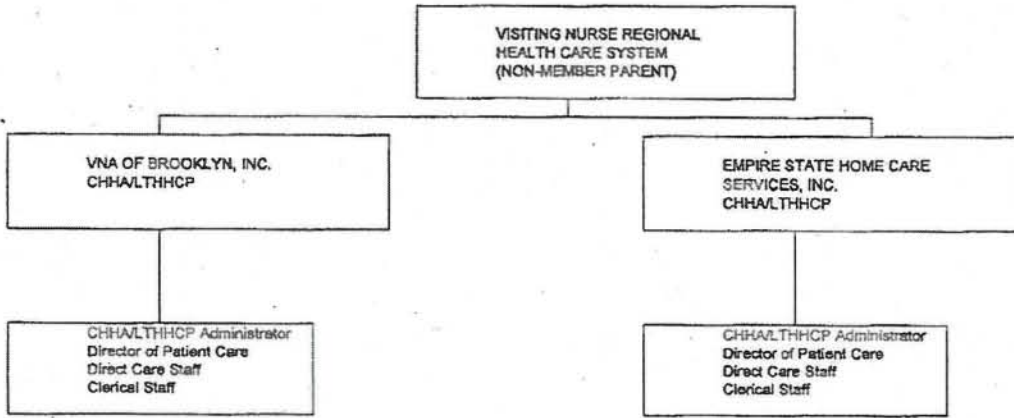 VISITING NURSE REGIONAL
HEALTH CARE SYSTEM
(NON-MEMBER PARENT)
VNA OF BROOKLYN, INC.
CHHA/LTHHCP
EMPIRE STATE HOME CARE
SERVICES, INC.
CHHA/LTHHCP
CHHA/LTHHCP Administrator
Director of Patient Care
Direct Care Staff
Clerical Staff
CHHA/LTHHCP Administrator
Director of Patient Care
Direct Care Staff
Clerical Staff